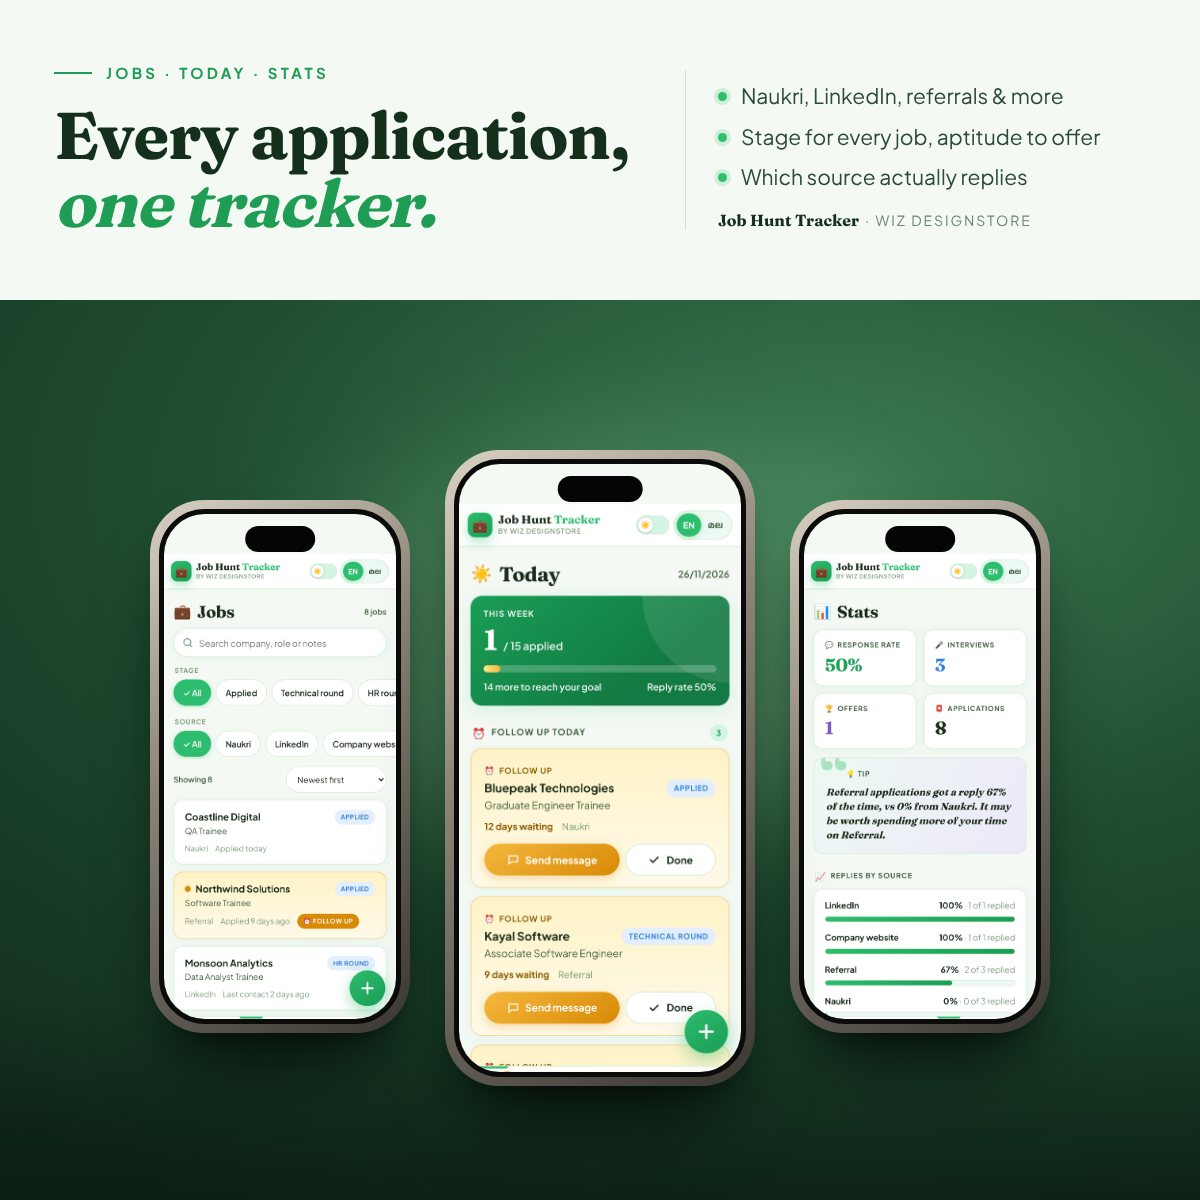 JOBS · TODAY · STATS
Every application,
one tracker.
Naukri, LinkedIn, referrals & more
Stage for every job, aptitude to offer
Which source actually replies
Job Hunt Tracker · WIZ DESIGNSTORE
Job Hunt Tracker
BY WIZ DESIGNSTORE
EN
മല
Jobs
8 jobs
Search company, role or notes
STAGE
✓ All
Applied
Technical round
HR roun
SOURCE
✓ All
Naukri
LinkedIn
Company webs
Showing 8
Newest first
Coastline Digital
APPLIED
QA Trainee
Naukri Applied today
Northwind Solutions
APPLIED
Software Trainee
Referral Applied 9 days ago
FOLLOW UP
Monsoon Analytics
HR ROUND
Data Analyst Trainee
LinkedIn Last contact 2 days ago
Job Hunt Tracker
BY WIZ DESIGNSTORE
EN
മല
Today
26/11/2026
THIS WEEK
1 / 15 applied
14 more to reach your goal
Reply rate 50%
FOLLOW UP TODAY
3
FOLLOW UP
Bluepeak Technologies
APPLIED
Graduate Engineer Trainee
12 days waiting Naukri
Send message
✓ Done
FOLLOW UP
Kayal Software
TECHNICAL ROUND
Associate Software Engineer
9 days waiting Referral
Send message
✓ Done
Job Hunt Tracker
BY WIZ DESIGNSTORE
EN
മല
Stats
RESPONSE RATE
50%
INTERVIEWS
3
OFFERS
1
APPLICATIONS
8
TIP
Referral applications got a reply 67%
of the time, vs 0% from Naukri. It may
be worth spending more of your time
on Referral.
REPLIES BY SOURCE
LinkedIn
100% · 1 of 1 replied
Company website
100% · 1 of 1 replied
Referral
67% · 2 of 3 replied
Naukri
0% · 0 of 3 replied